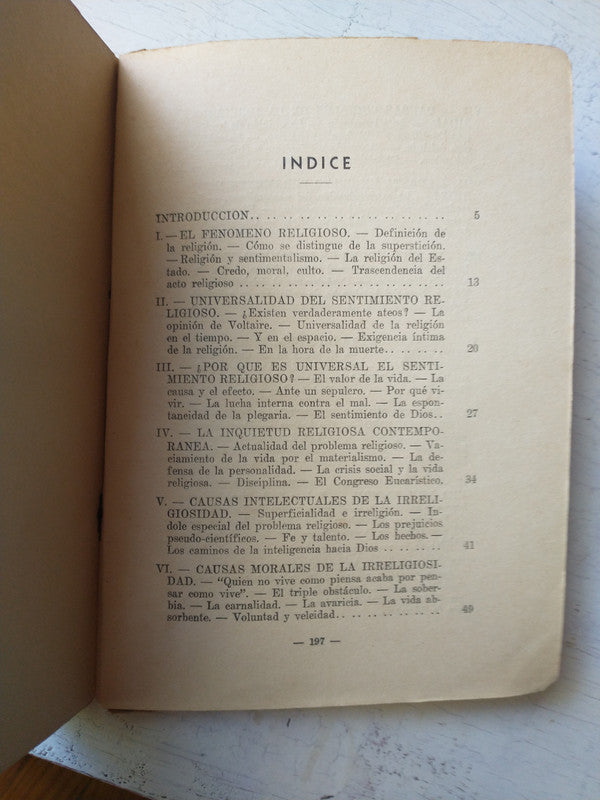 INDICE
INTRODUCCION.. .. .. .. .. .. .. .. .. .. .. .. 5
I. — EL FENOMENO RELIGIOSO. — Definición de
la religión. — Cómo se distingue de la superstición.
— Religión y sentimentalismo. — La religión del Es-
tado. — Credo, moral, culto. — Trascendencia del
acto religioso .. .. .. .. .. .. .. .. .. .. .. .. 13
II. — UNIVERSALIDAD DEL SENTIMIENTO RE-
LIGIOSO. — ¿Existen verdaderamente ateos? — La
opinión de Voltaire. — Universalidad de la religión
en el tiempo. — Y en el espacio. — Exigencia íntima
de la religión. — En la hora de la muerte.. .. .. .. 20
III. — ¿POR QUE ES UNIVERSAL EL SENTI-
MIENTO RELIGIOSO? — El valor de la vida. — La
causa y el efecto. — Ante un sepulcro. — Por qué vi-
vir. — La lucha interna contra el mal. — La espon-
taneidad de la plegaría. — El sentimiento de Dios.. 27
IV. — LA INQUIETUD RELIGIOSA CONTEMPO-
RANEA. — Actualidad del problema religioso. — Va-
ciamiento de la vida por el materialismo. — La de-
fensa de la personalidad. — La crisis social y la vida
religiosa. — Disciplina. — El Congreso Eucarístico. 34
V. — CAUSAS INTELECTUALES DE LA IRRELI-
GIOSIDAD. — Superficialidad e irreligión. — In-
dole especial del problema religioso. — Los prejuicios
pseudo-científicos. — Fe y talento. — Los hechos. —
Los caminos de la inteligencia hacia Dios .. .. .. .. 41
VI. — CAUSAS MORALES DE LA IRRELIGIOSI-
DAD. — "Quien no vive como piensa acaba por pen-
sar como vive". — El triple obstáculo. — La sober-
bia. — La carnalidad. — La avaricia. — La vida ab-
sorbente. — Voluntad y veleidad.. .. .. .. .. .. .. 49
— 197 —